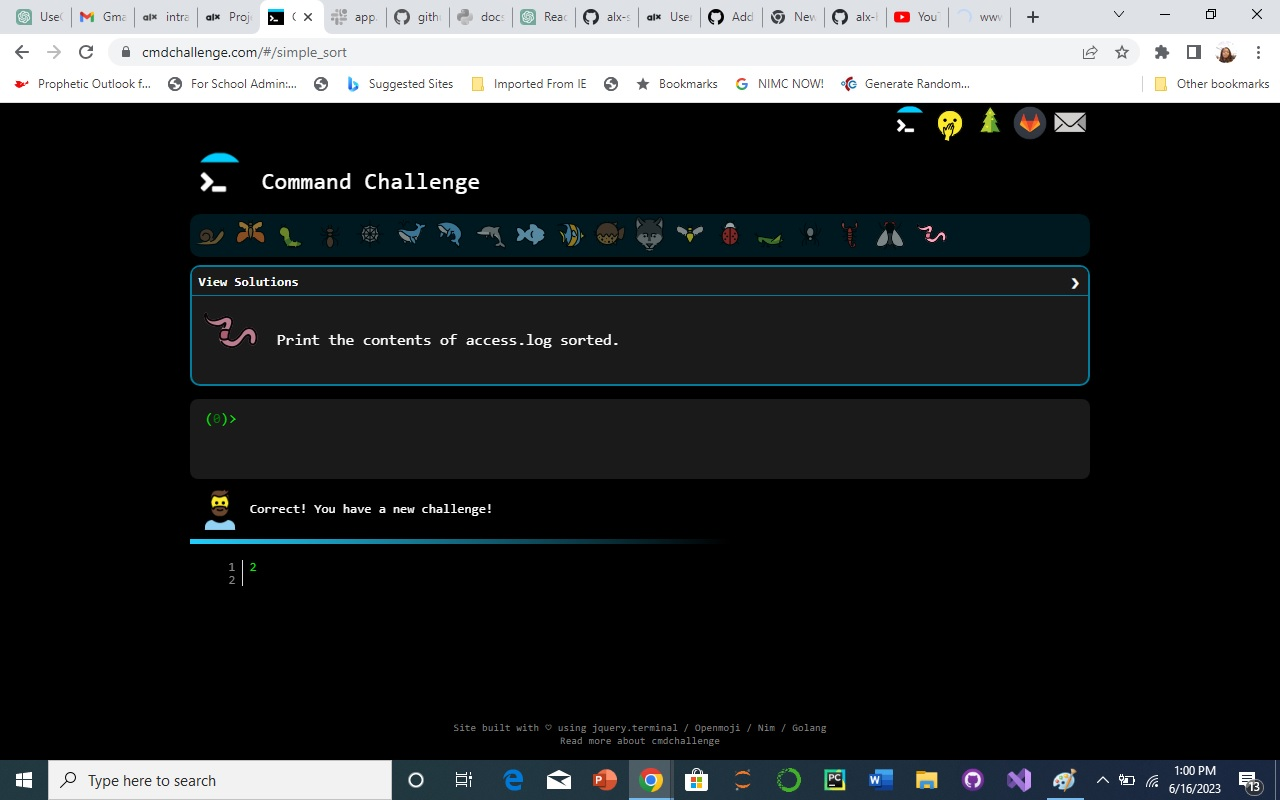 Use
Gma
alx intra
alx Proj
app.
gith
docs
Reac
alx-s
alx User
Add
New
alx-
You
www
cmdchallenge.com/#/simple_sort
Prophetic Outlook f...
For School Admin:...
Suggested Sites
Imported From IE
Bookmarks
NIMC NOW!
Generate Random...
Other bookmarks
Command Challenge
View Solutions
Print the contents of access.log sorted.
(0)>
Correct! You have a new challenge!
1 2
2
Site built with ♡ using jquery.terminal / Openmoji / Nim / Golang
Read more about cmdchallenge
Type here to search
1:00 PM
6/16/2023
13